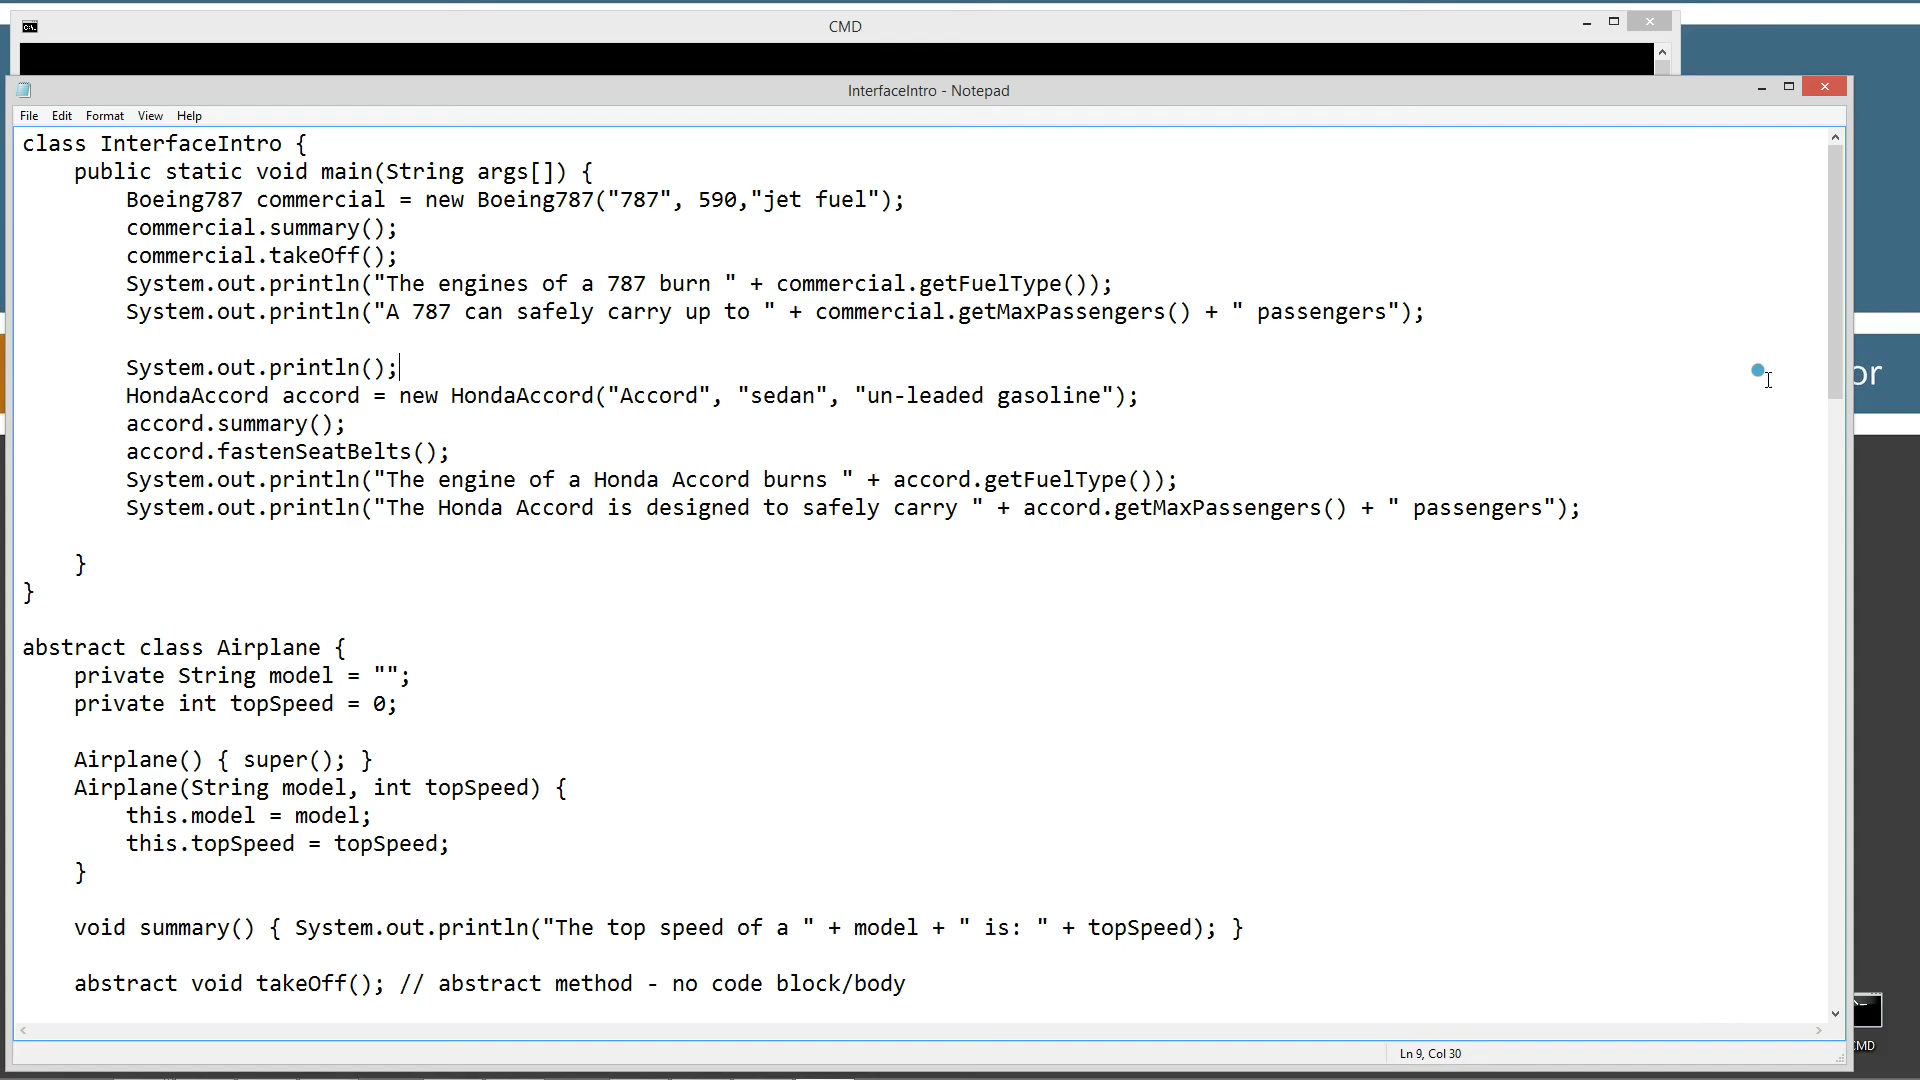 CMD
InterfaceIntro - Notepad
File Edit Format View Help
class InterfaceIntro {
    public static void main(String args[]) {
        Boeing787 commercial = new Boeing787("787", 590,"jet fuel");
        commercial.summary();
        commercial.takeOff();
        System.out.println("The engines of a 787 burn " + commercial.getFuelType());
        System.out.println("A 787 can safely carry up to " + commercial.getMaxPassengers() + " passengers");

        System.out.println();
        HondaAccord accord = new HondaAccord("Accord", "sedan", "un-leaded gasoline");
        accord.summary();
        accord.fastenSeatBelts();
        System.out.println("The engine of a Honda Accord burns " + accord.getFuelType());
        System.out.println("The Honda Accord is designed to safely carry " + accord.getMaxPassengers() + " passengers");

    }
}

abstract class Airplane {
    private String model = "";
    private int topSpeed = 0;

    Airplane() { super(); }
    Airplane(String model, int topSpeed) {
        this.model = model;
        this.topSpeed = topSpeed;
    }

    void summary() { System.out.println("The top speed of a " + model + " is: " + topSpeed); }

    abstract void takeOff(); // abstract method - no code block/body
or
CMD
Ln 9, Col 30